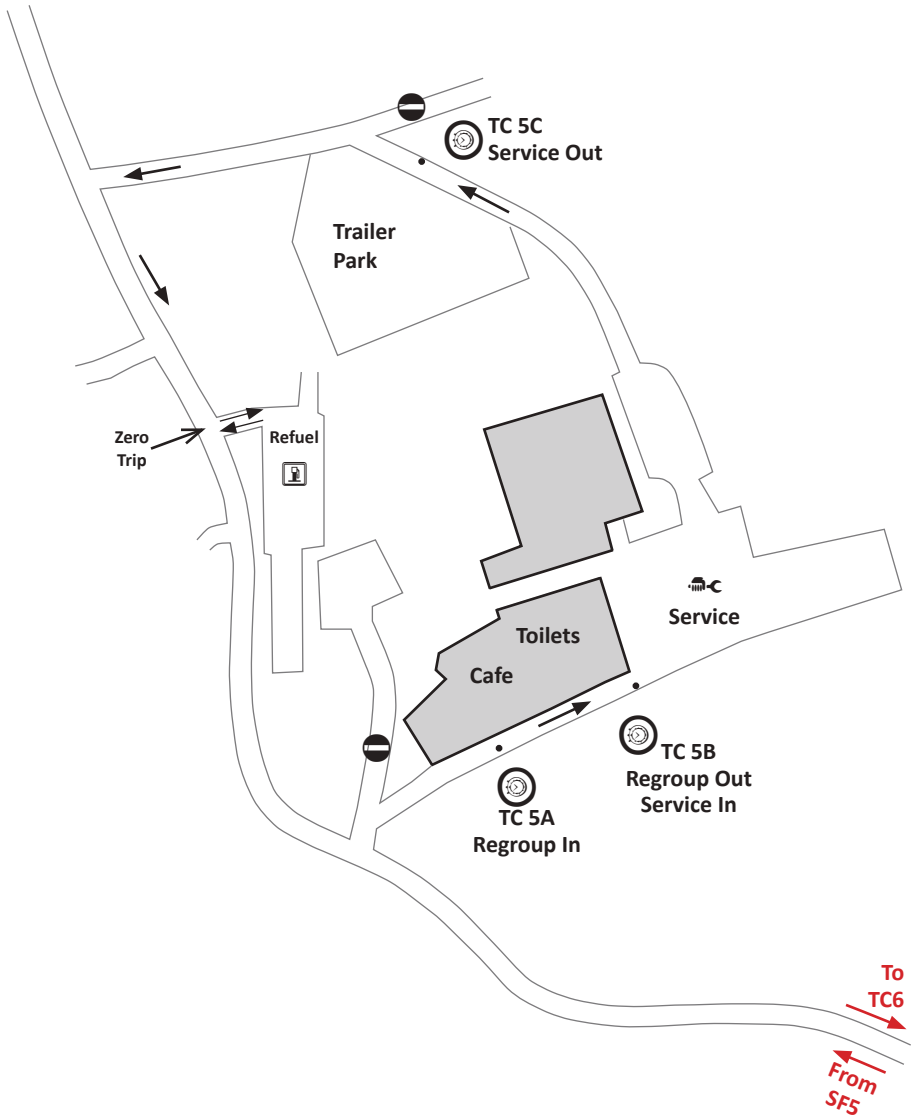 TC 5C
Service Out
Trailer
Park
Zero
Trip
Refuel
Toilets
Service
Cafe
TC 5B
Regroup Out
Service In
TC 5A
Regroup In
To
TC6
From
SF5